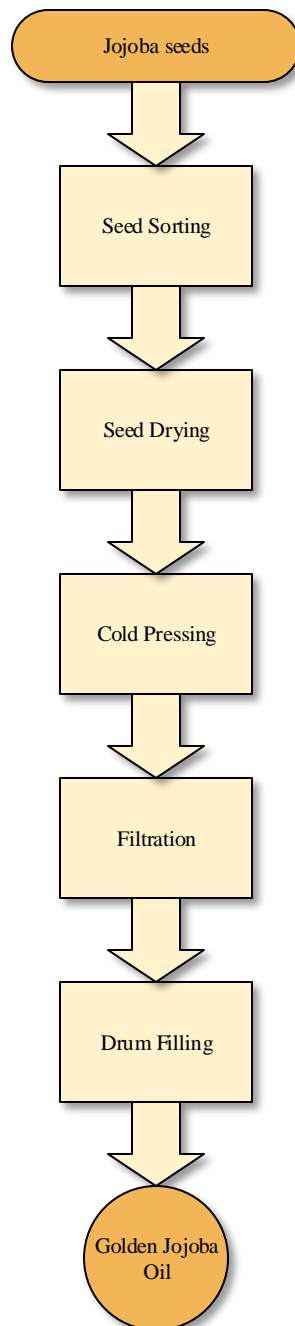 Jojoba seeds
Seed Sorting
Seed Drying
Cold Pressing
Filtration
Drum Filling
Golden Jojoba
Oil